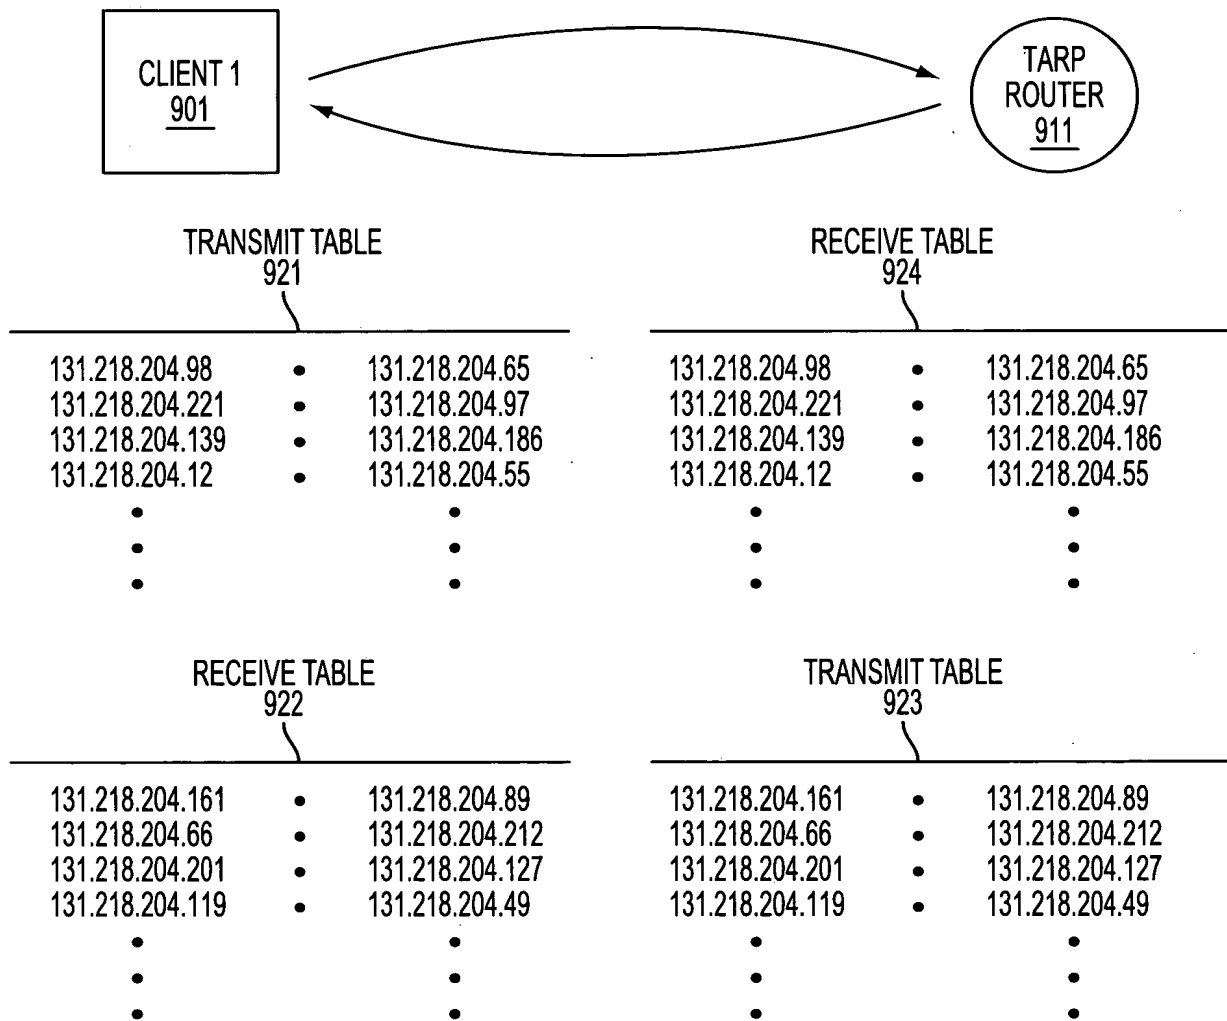 CLIENT 1
901
TARP
ROUTER
911
TRANSMIT TABLE
921
131.218.204.98 • 131.218.204.65
131.218.204.221 • 131.218.204.97
131.218.204.139 • 131.218.204.186
131.218.204.12 • 131.218.204.55
RECEIVE TABLE
924
131.218.204.98 • 131.218.204.65
131.218.204.221 • 131.218.204.97
131.218.204.139 • 131.218.204.186
131.218.204.12 • 131.218.204.55
RECEIVE TABLE
922
131.218.204.161 • 131.218.204.89
131.218.204.66 • 131.218.204.212
131.218.204.201 • 131.218.204.127
131.218.204.119 • 131.218.204.49
TRANSMIT TABLE
923
131.218.204.161 • 131.218.204.89
131.218.204.66 • 131.218.204.212
131.218.204.201 • 131.218.204.127
131.218.204.119 • 131.218.204.49